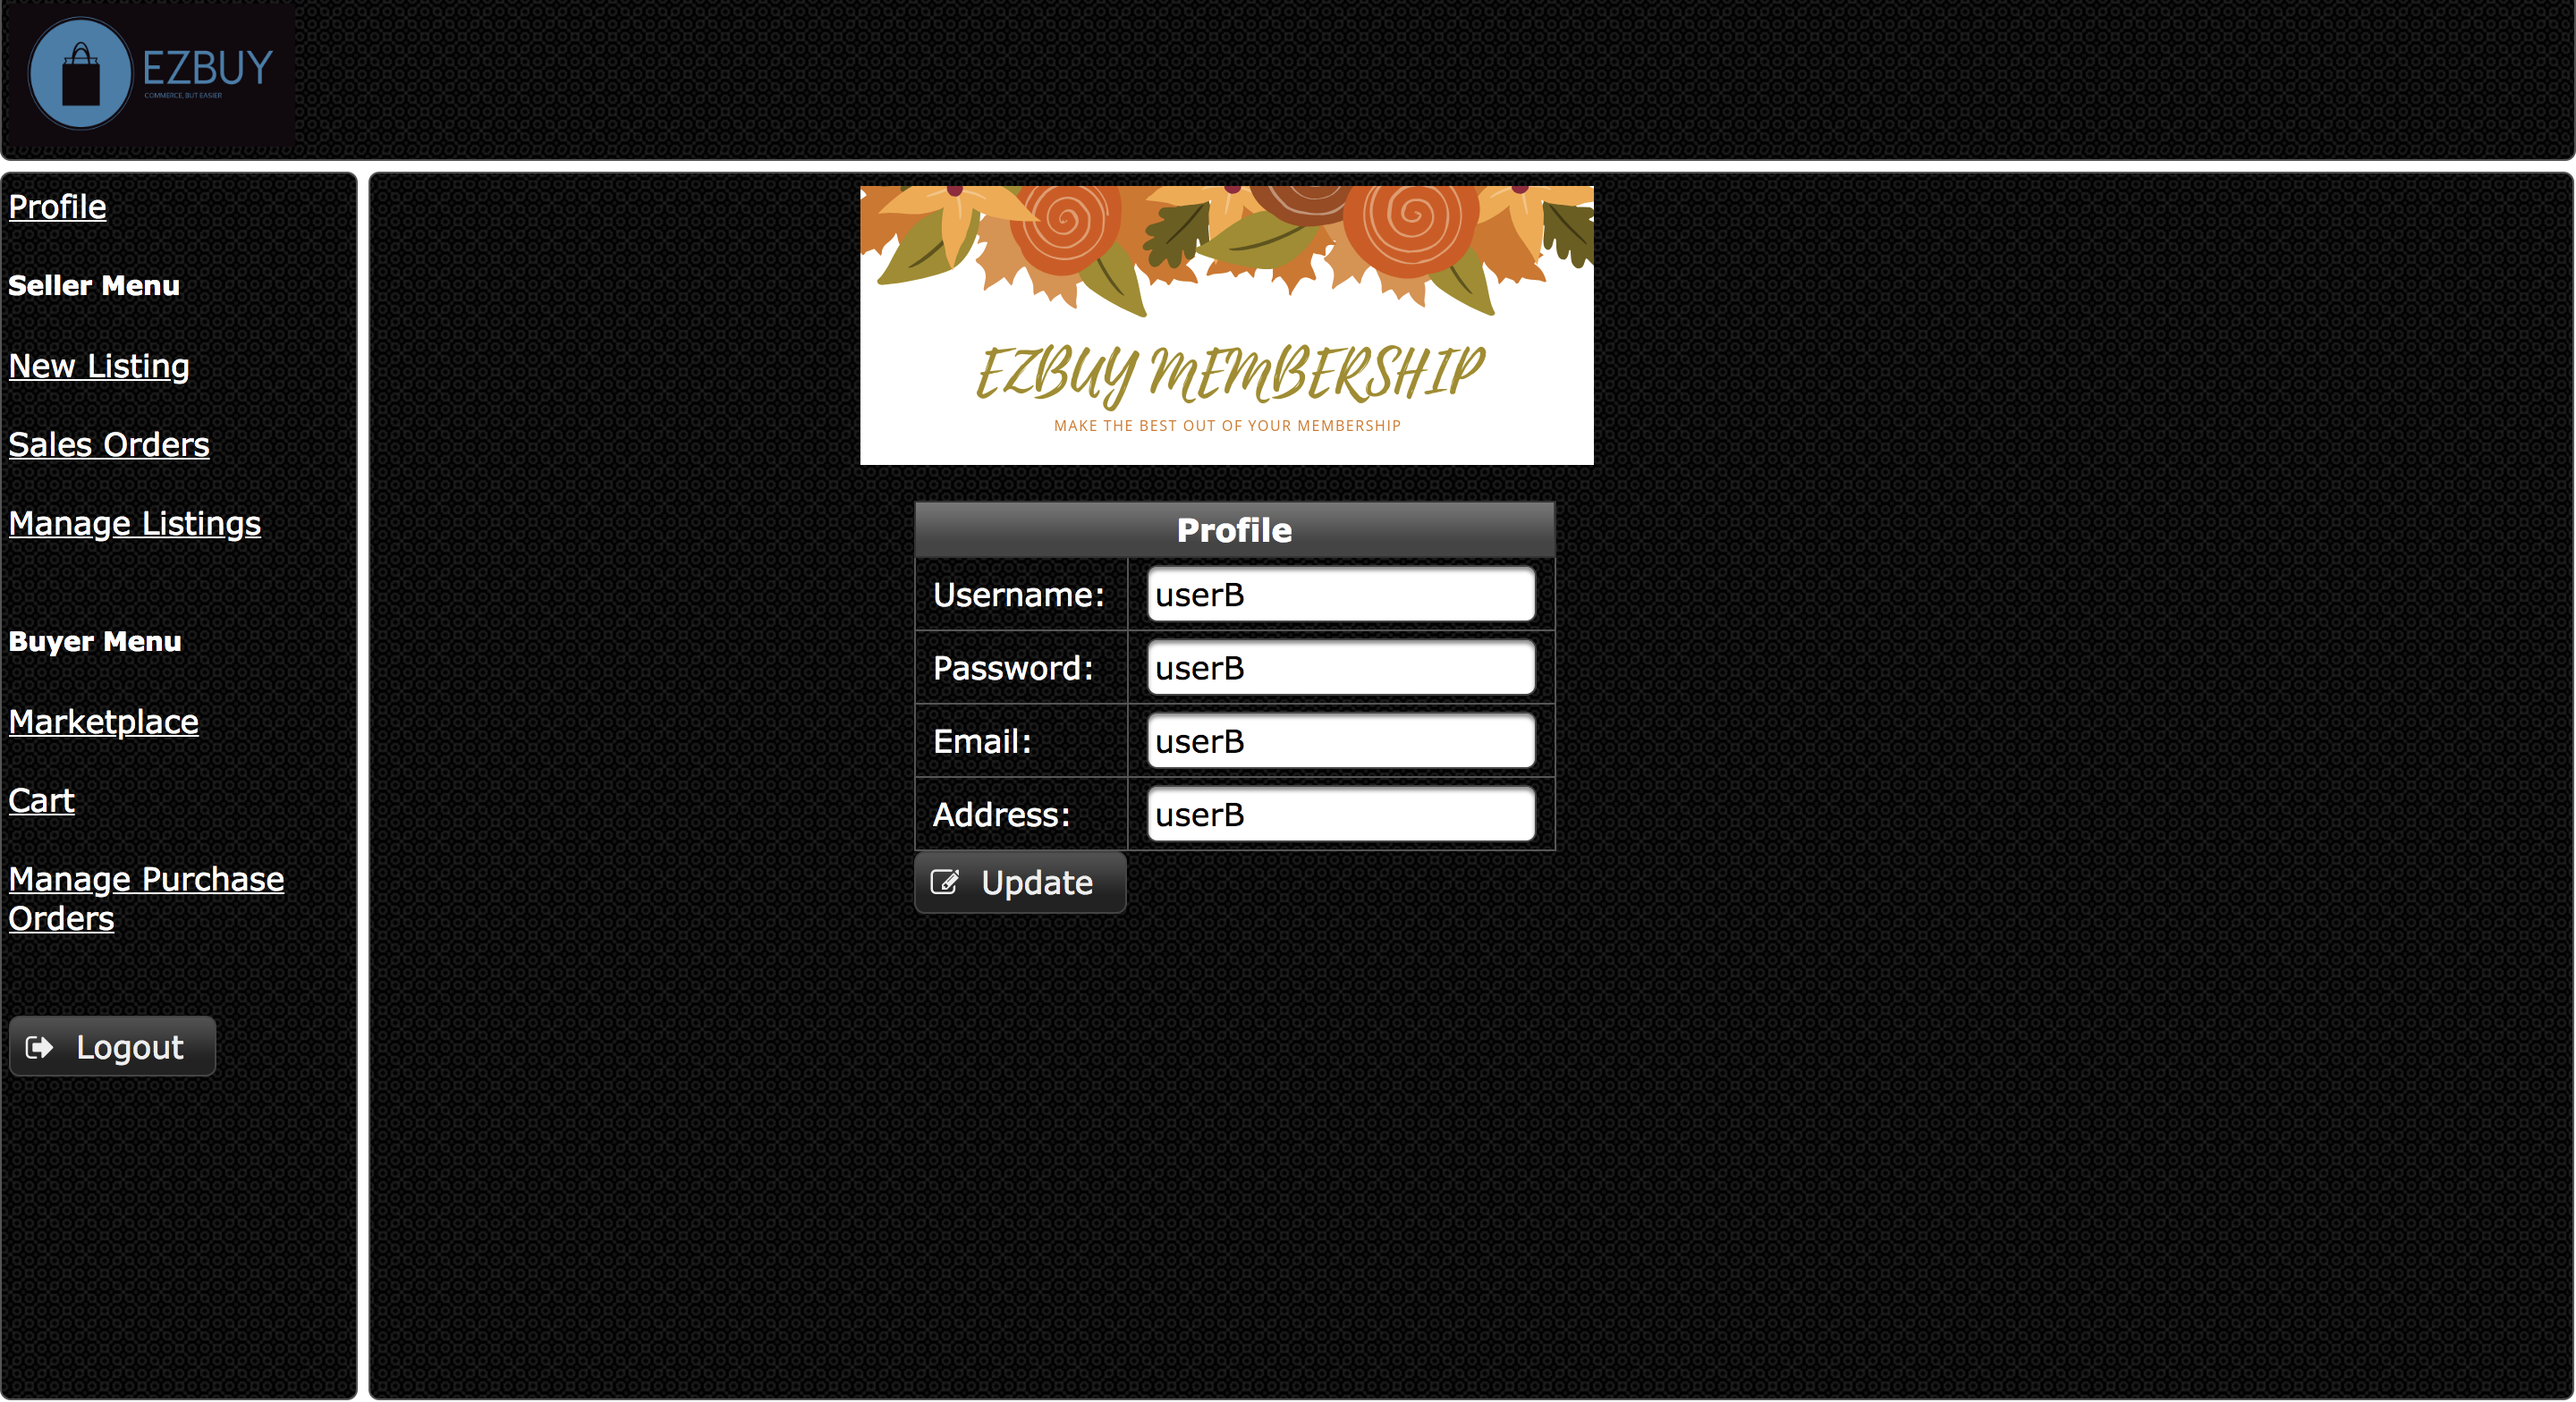 EZBUY
COMMERCE, BUT EASIER
Profile
Seller Menu
New Listing
Sales Orders
Manage Listings
Buyer Menu
Marketplace
Cart
Manage Purchase
Orders
Logout
EZBUY MEMBERSHIP
MAKE THE BEST OUT OF YOUR MEMBERSHIP
Profile
Username: userB
Password: userB
Email: userB
Address: userB
Update